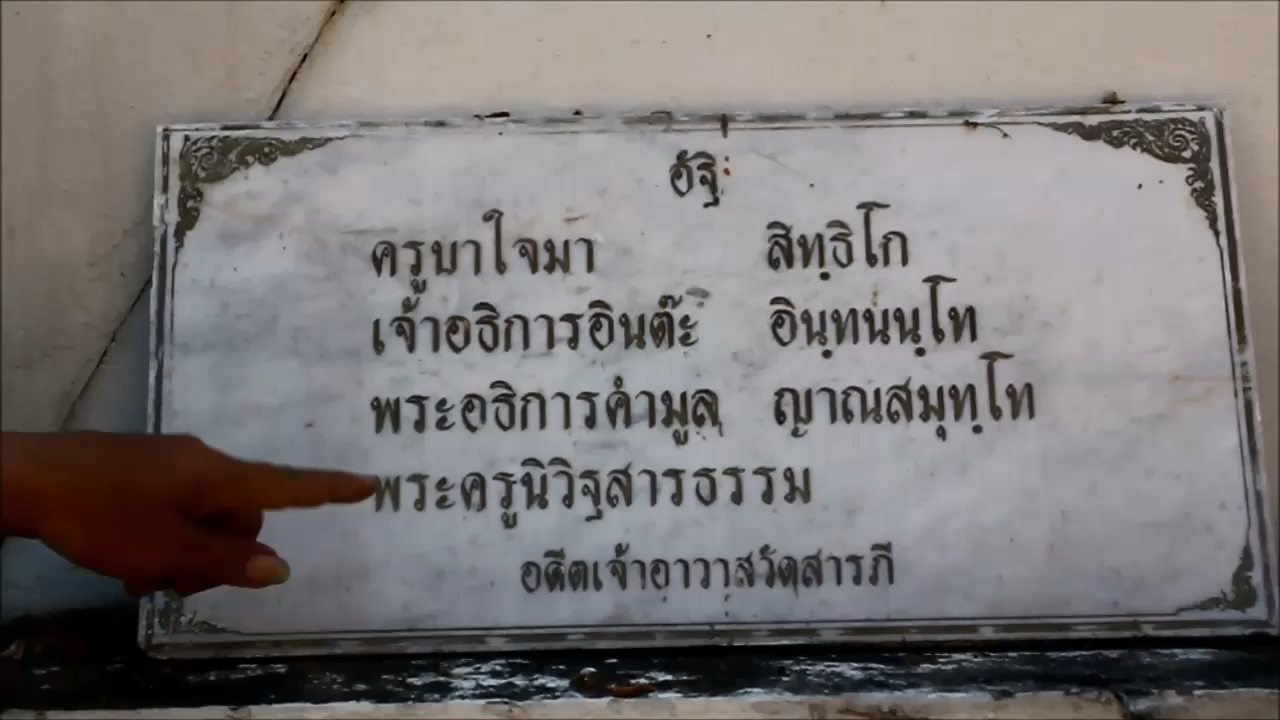 อัฐิ
ครูบาใจมา สิทฺธิโก
เจ้าอธิการอินต๊ะ อินฺทนนฺโท
พระอธิการคำมูล ญาณสมุทฺโท
พระครูนิวิฐสารธรรม
อดีตเจ้าอาวาสวัดสารภี